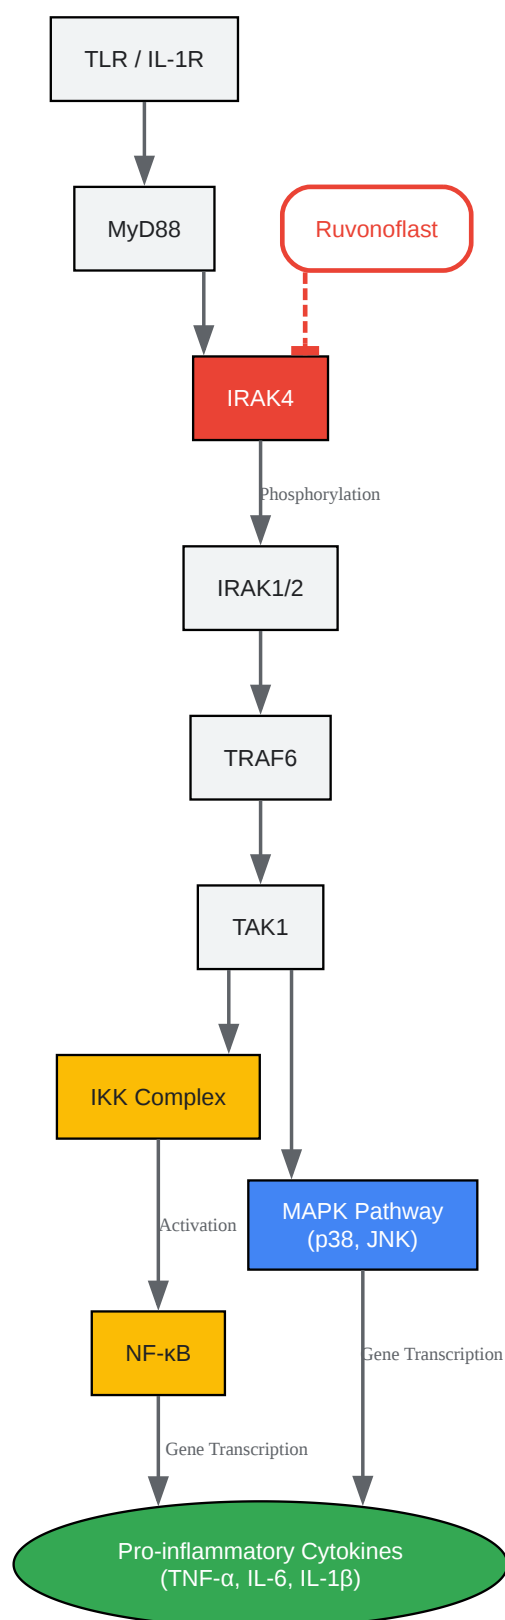 TLR / IL-1R
MyD88
Ruvonoflast
IRAK4
Phosphorylation
IRAK1/2
TRAF6
TAK1
IKK Complex
MAPK Pathway
(p38, JNK)
Activation
NF-κB
Gene Transcription
Gene Transcription
Pro-inflammatory Cytokines
(TNF-α, IL-6, IL-1β)